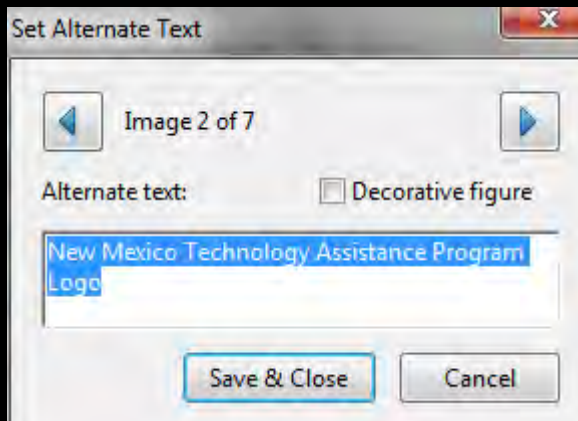 Set Alternate Text
Image 2 of 7
Alternate text: Decorative figure
New Mexico Technology Assistance Program
Logo
Save & Close Cancel